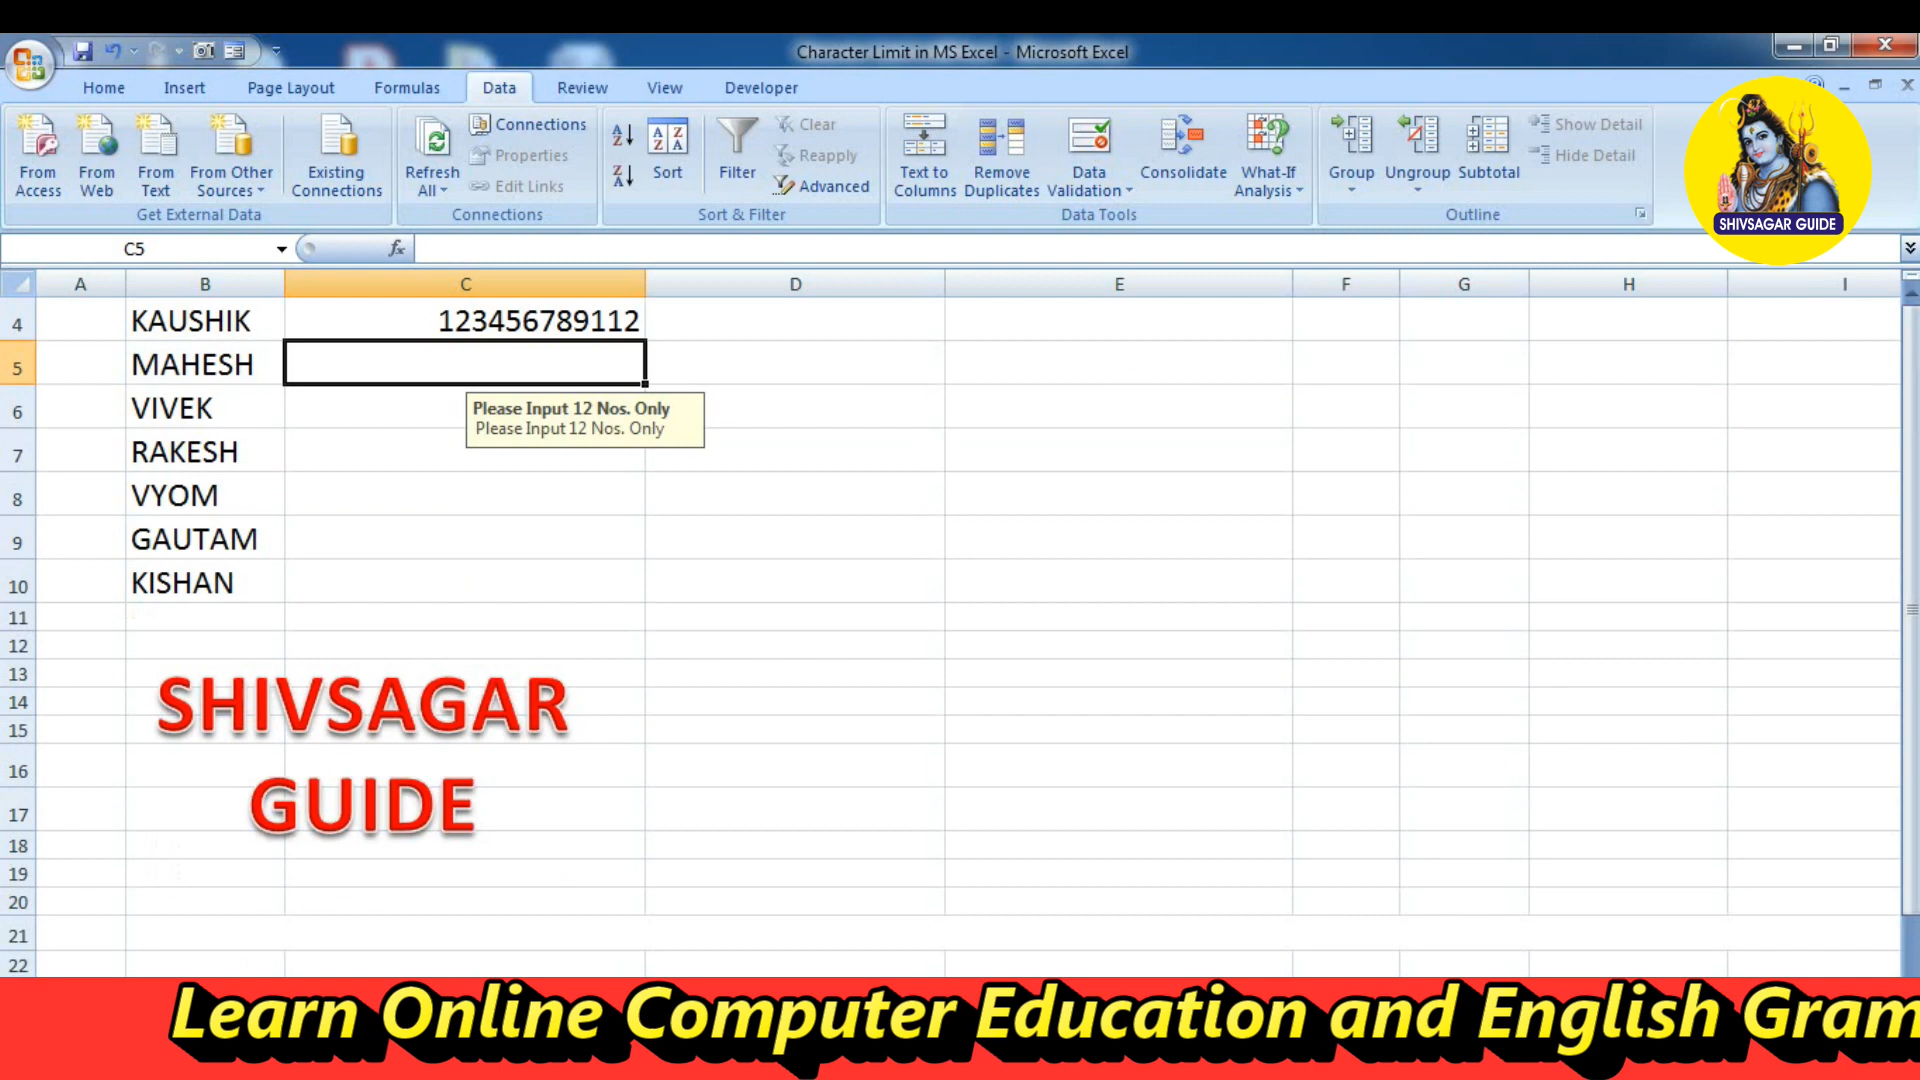 Character Limit in MS Excel - Microsoft Excel
Home Insert Page Layout Formulas Data Review View Developer
From Access
From Web
From Text
From Other Sources
Existing Connections
Get External Data
Refresh All
Connections
Properties
Edit Links
Connections
A Z
Z A
A Z Z A
Sort
Filter
Clear
Reapply
Advanced
Sort & Filter
Text to Columns
Remove Duplicates
Data Validation
Consolidate
What-If Analysis
Data Tools
Group
Ungroup
Subtotal
Show Detail
Hide Detail
Outline
SHIVSAGAR GUIDE
C5 fx
A B C D E F G H I
4 KAUSHIK 123456789112
5 MAHESH
6 VIVEK
Please Input 12 Nos. Only
Please Input 12 Nos. Only
7 RAKESH
8 VYOM
9 GAUTAM
10 KISHAN
11
12
13
14
15
16
17
18
19
20
21
22
SHIVSAGAR
GUIDE
Learn Online Computer Education and English Gram